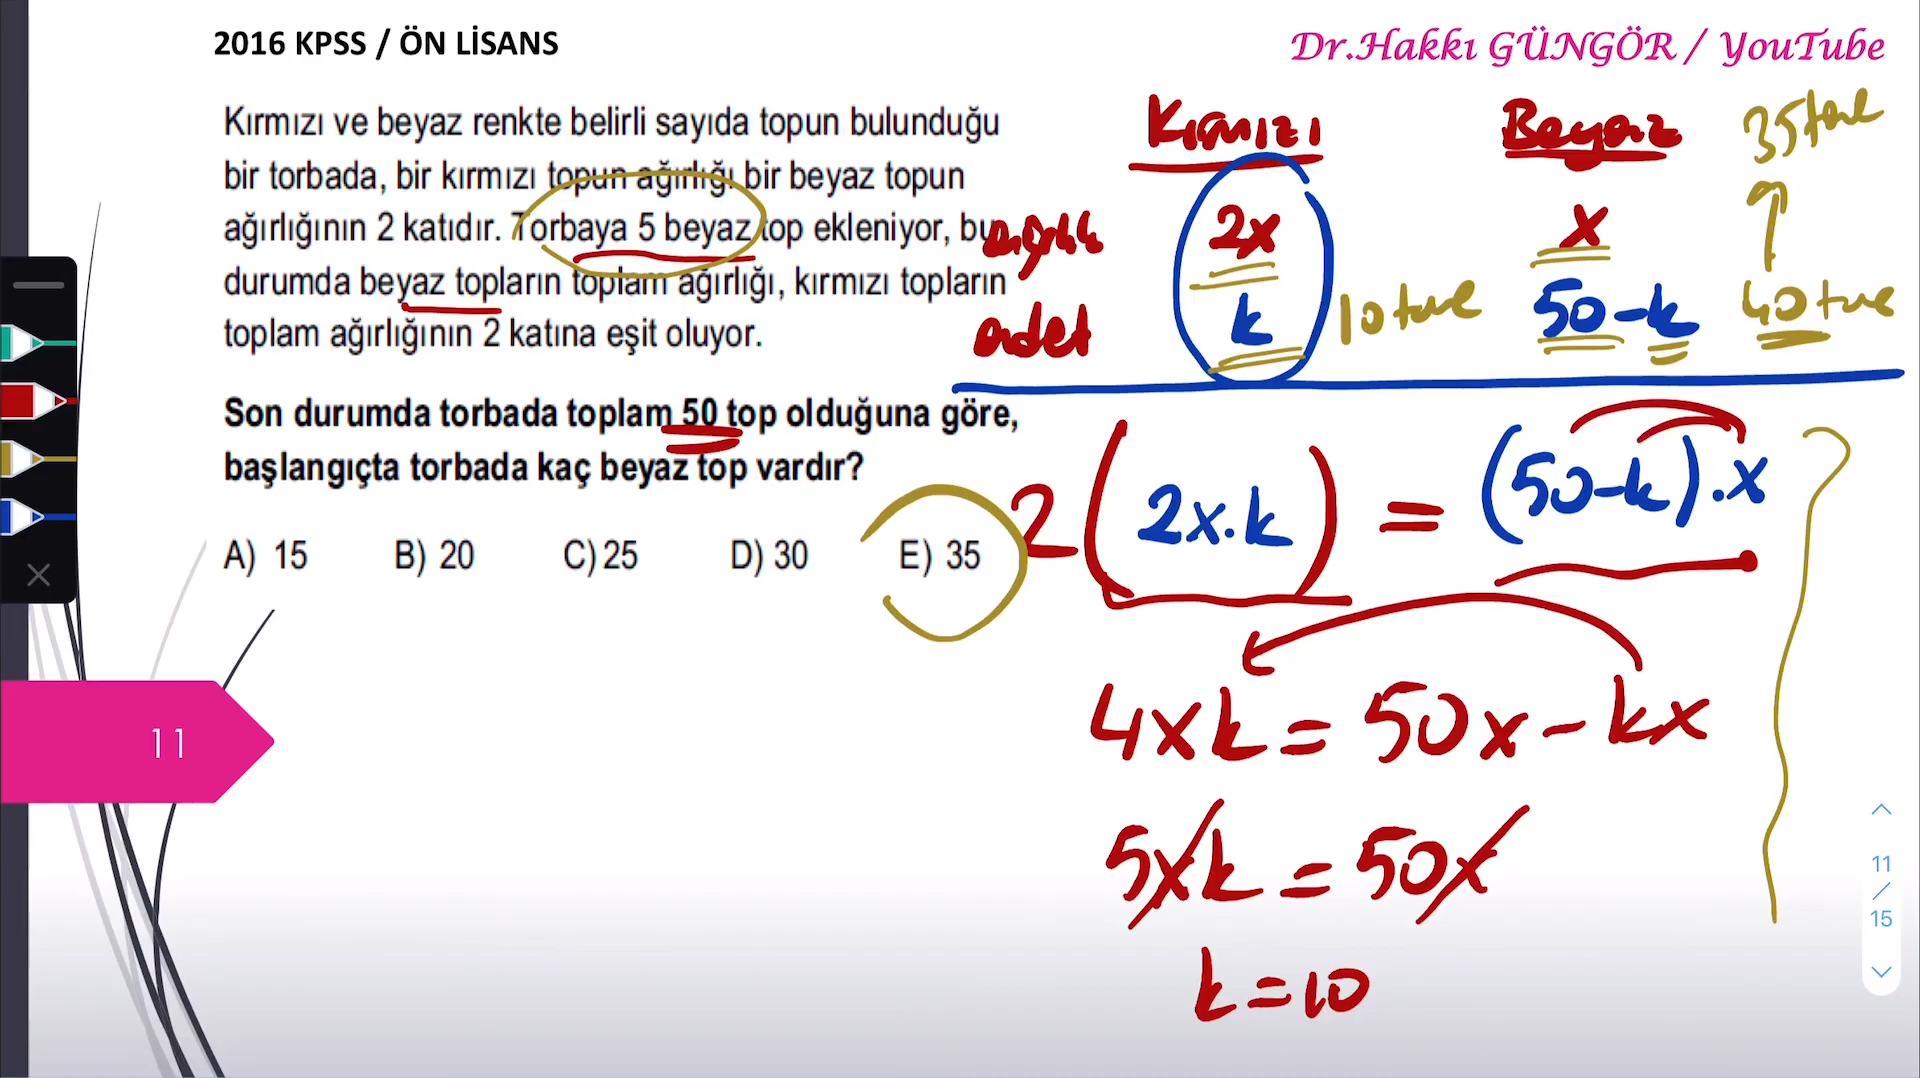 2016 KPSS / ÖN LİSANS
Dr.Hakkı GÜNGÖR / YouTube
Kırmızı ve beyaz renkte belirli sayıda topun bulunduğu
bir torbada, bir kırmızı topun ağırlığı bir beyaz topun
ağırlığının 2 katıdır. Torbaya 5 beyaz top ekleniyor, bu
durumda beyaz topların toplam ağırlığı, kırmızı topların
toplam ağırlığının 2 katına eşit oluyor.
Son durumda torbada toplam 50 top olduğuna göre,
başlangıçta torbada kaç beyaz top vardır?
A) 15 B) 20 C) 25 D) 30 E) 35
Kırmızı Beyaz 35 tane
ağırlık 2x x
adet k 10 tane 50-k 40 tane
2(2x.k) = (50-k).x
4xk = 50x - kx
5xk = 50x
k = 10
11
11
/
15